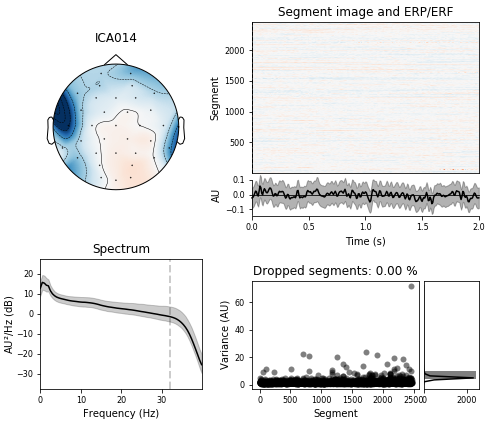 ICA014
Segment image and ERP/ERF
Segment
2000
1500
1000
500
AU
0.1
0.0
−0.1
0.0 0.5 1.0 1.5 2.0
Time (s)
Spectrum
AU²/Hz (dB)
20
10
0
−10
−20
−30
0 10 20 30
Frequency (Hz)
Dropped segments: 0.00 %
Variance (AU)
60
40
20
0
0 500 1000 1500 2000 2500
Segment
0 2000